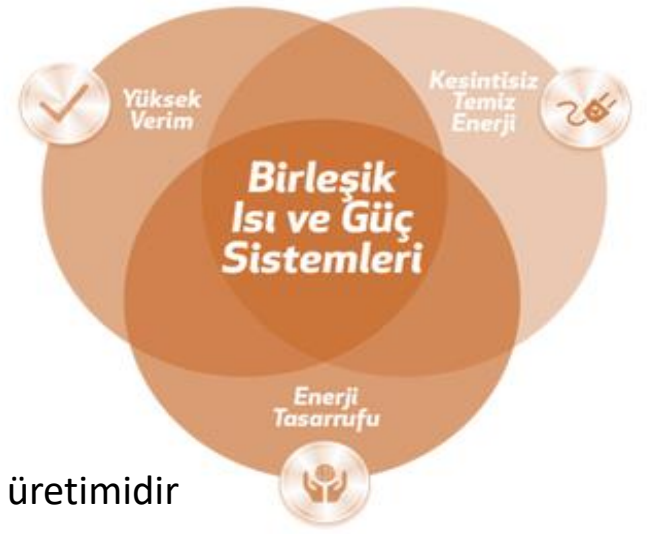 Yüksek
Verim
Kesintisiz
Temiz
Enerji
Birleşik
Isı ve Güç
Sistemleri
Enerji
Tasarrufu
üretimidir